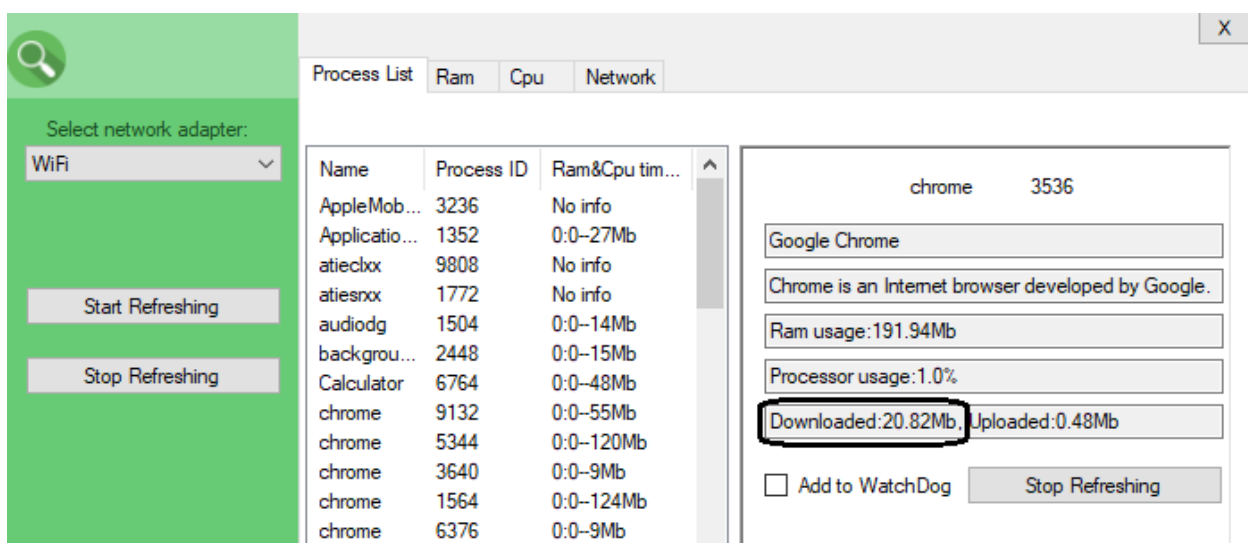 X
Process List Ram Cpu Network
Select network adapter:
WiFi
Start Refreshing
Stop Refreshing
Name Process ID Ram&Cpu tim...
AppleMob... 3236 No info
Applicatio... 1352 0:0--27Mb
atieclxx 9808 No info
atiesrxx 1772 No info
audiodg 1504 0:0--14Mb
backgrou... 2448 0:0--15Mb
Calculator 6764 0:0--48Mb
chrome 9132 0:0--55Mb
chrome 5344 0:0--120Mb
chrome 3640 0:0--9Mb
chrome 1564 0:0--124Mb
chrome 6376 0:0--9Mb
chrome 3536
Google Chrome
Chrome is an Internet browser developed by Google.
Ram usage:191.94Mb
Processor usage:1.0%
Downloaded:20.82Mb, Uploaded:0.48Mb
Add to WatchDog Stop Refreshing